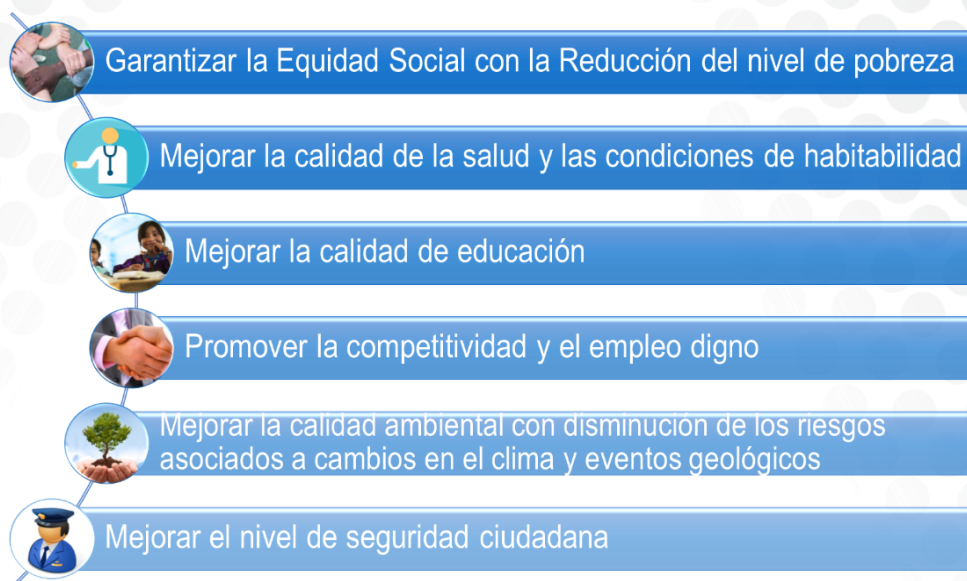 Garantizar la Equidad Social con la Reducción del nivel de pobreza
Mejorar la calidad de la salud y las condiciones de habitabilidad
Mejorar la calidad de educación
Promover la competitividad y el empleo digno
Mejorar la calidad ambiental con disminución de los riesgos
asociados a cambios en el clima y eventos geológicos
Mejorar el nivel de seguridad ciudadana